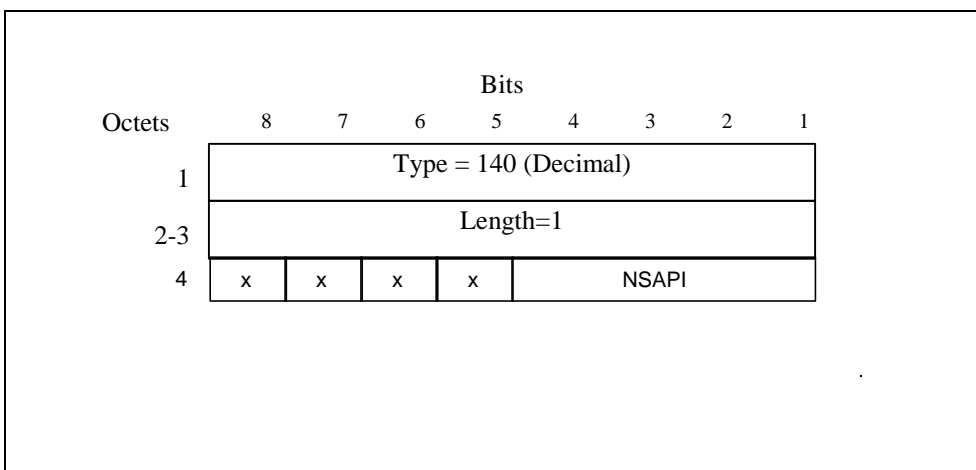 Bits
Octets 8 7 6 5 4 3 2 1
1 Type = 140 (Decimal)
2-3 Length=1
4 x x x x NSAPI
.